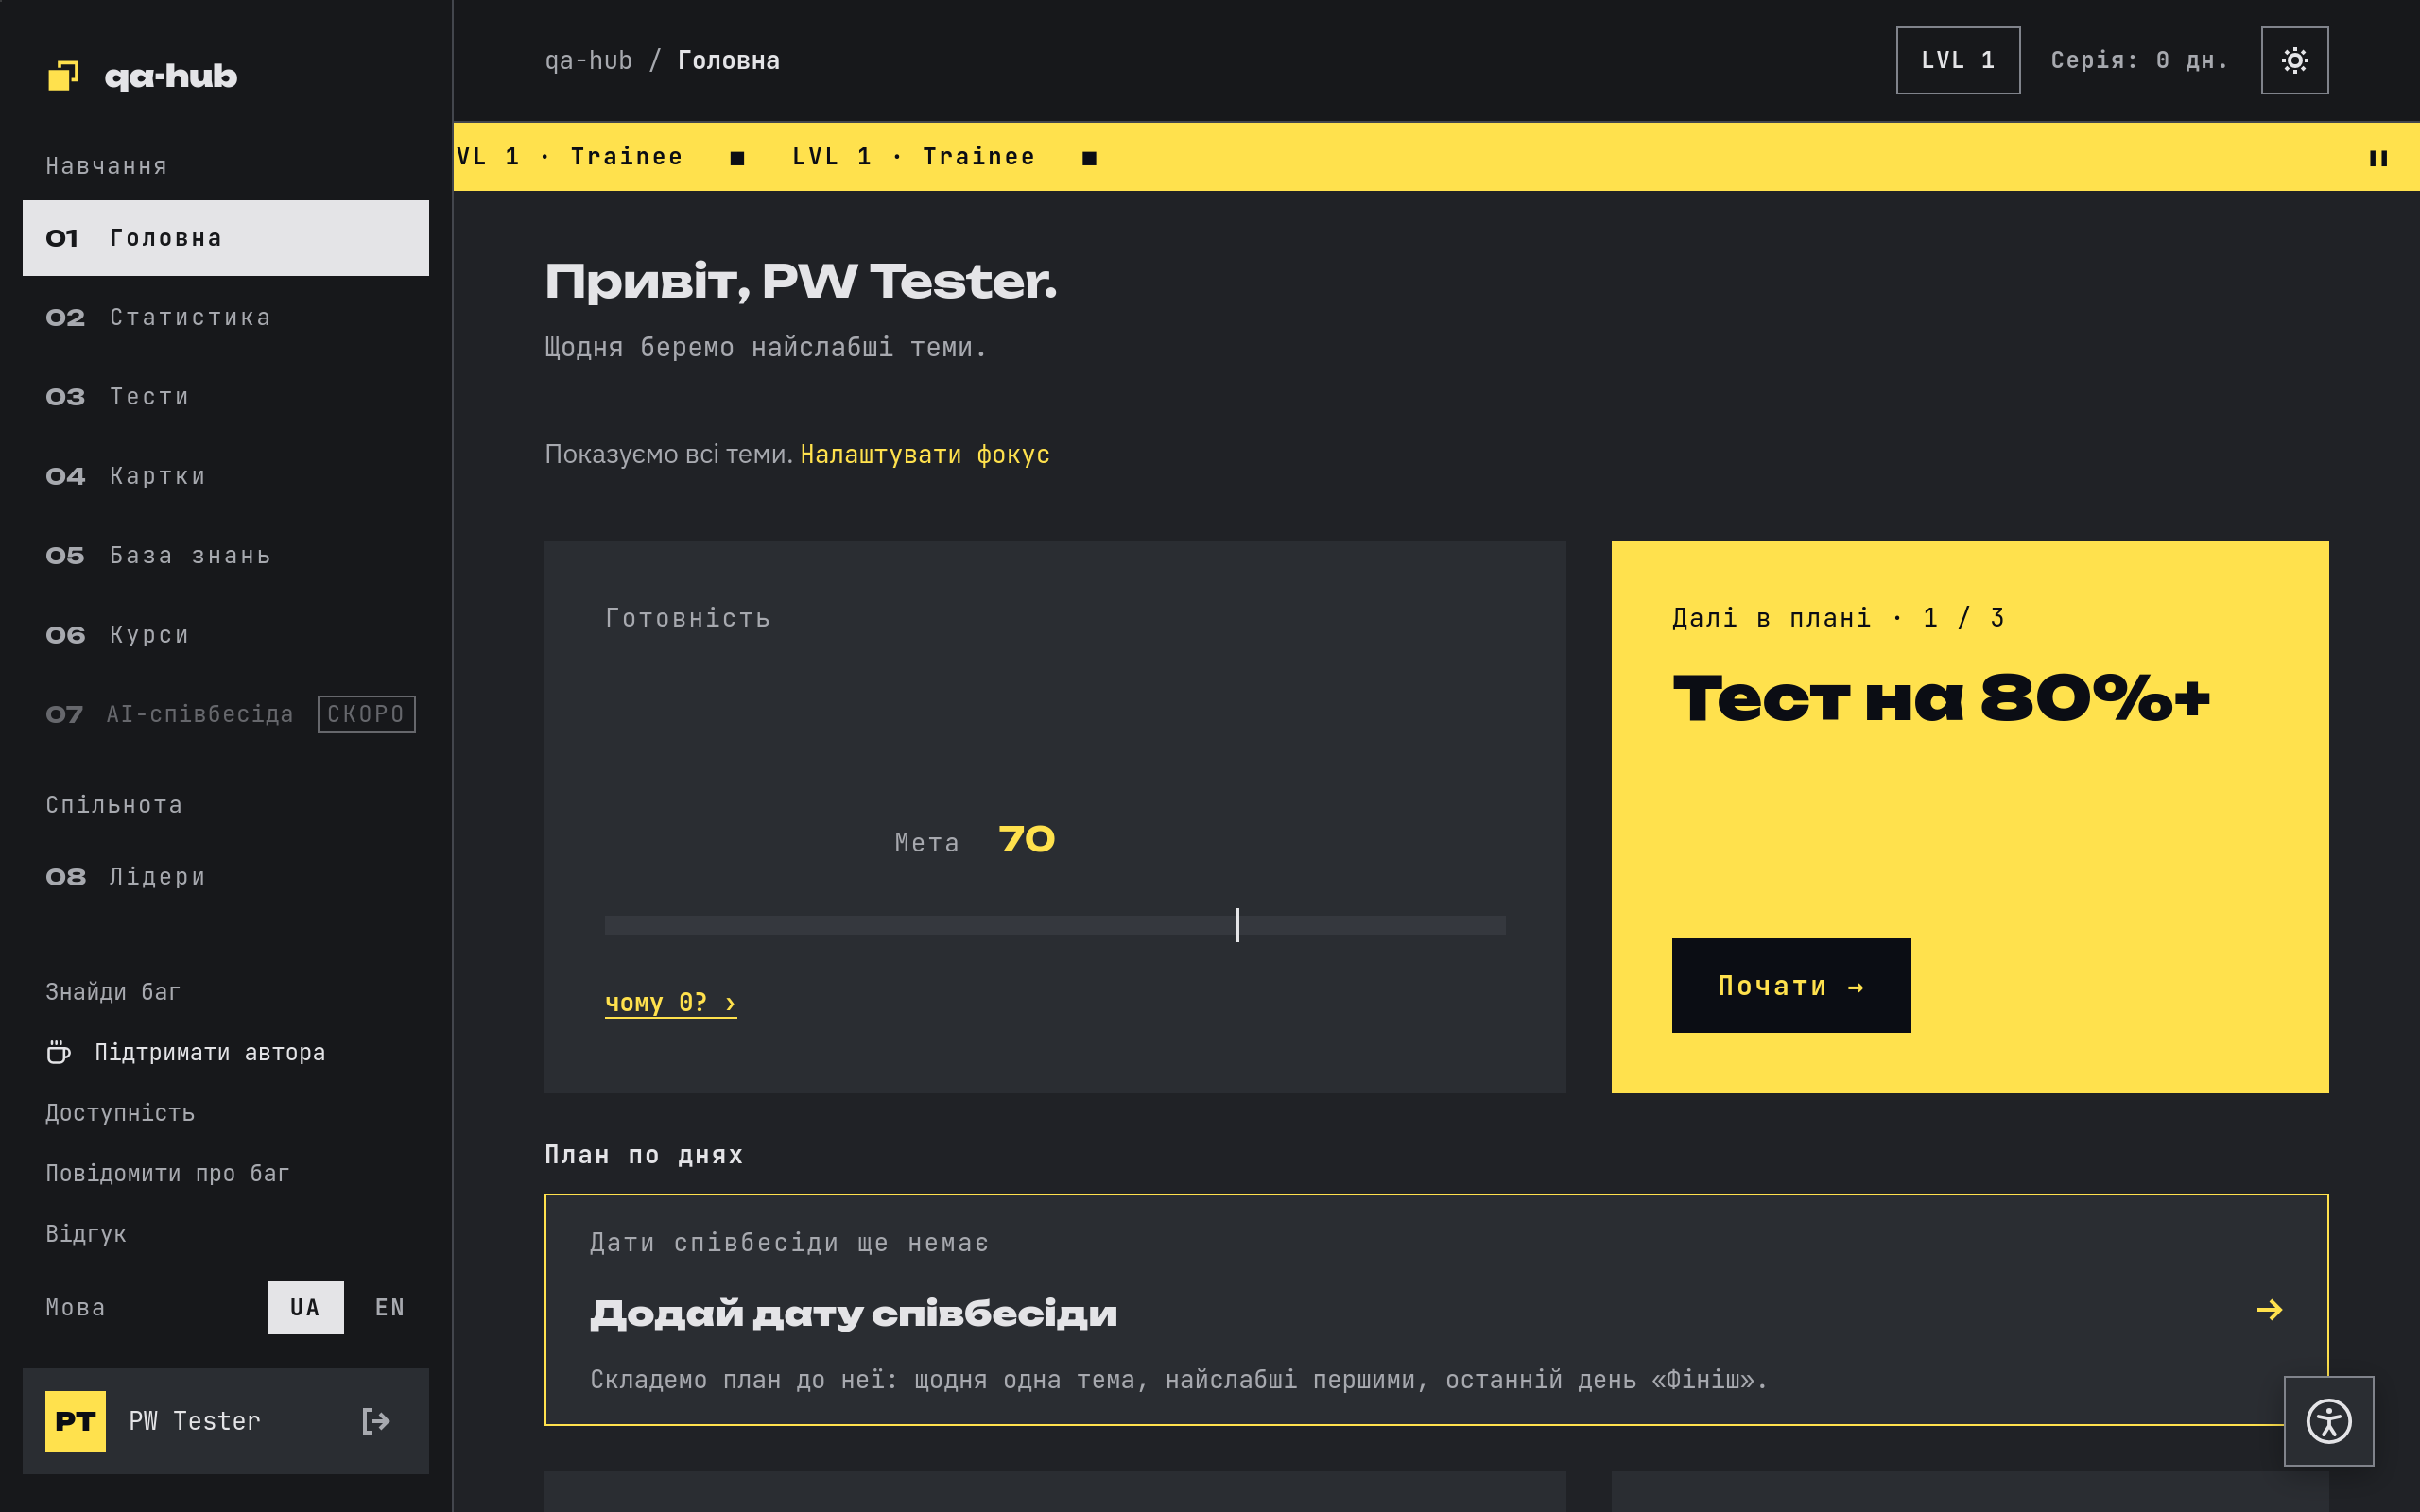 qa-hub
Навчання
01 Головна
02 Статистика
03 Тести
04 Картки
05 База знань
06 Курси
07 AI-співбесіда СКОРО
Спільнота
08 Лідери
Знайди баг
Підтримати автора
Доступність
Повідомити про баг
Відгук
Мова UA EN
PT PW Tester
qa-hub / Головна
LVL 1 Серія: 0 дн.
VL 1 · Trainee ■ LVL 1 · Trainee ■
Привіт, PW Tester.
Щодня беремо найслабші теми.
Показуємо всі теми. Налаштувати фокус
Готовність
Мета 70
чому 0? ›
Далі в плані · 1 / 3
Тест на 80%+
Почати →
План по днях
Дати співбесіди ще немає
Додай дату співбесіди
Складемо план до неї: щодня одна тема, найслабші першими, останній день «Фініш».